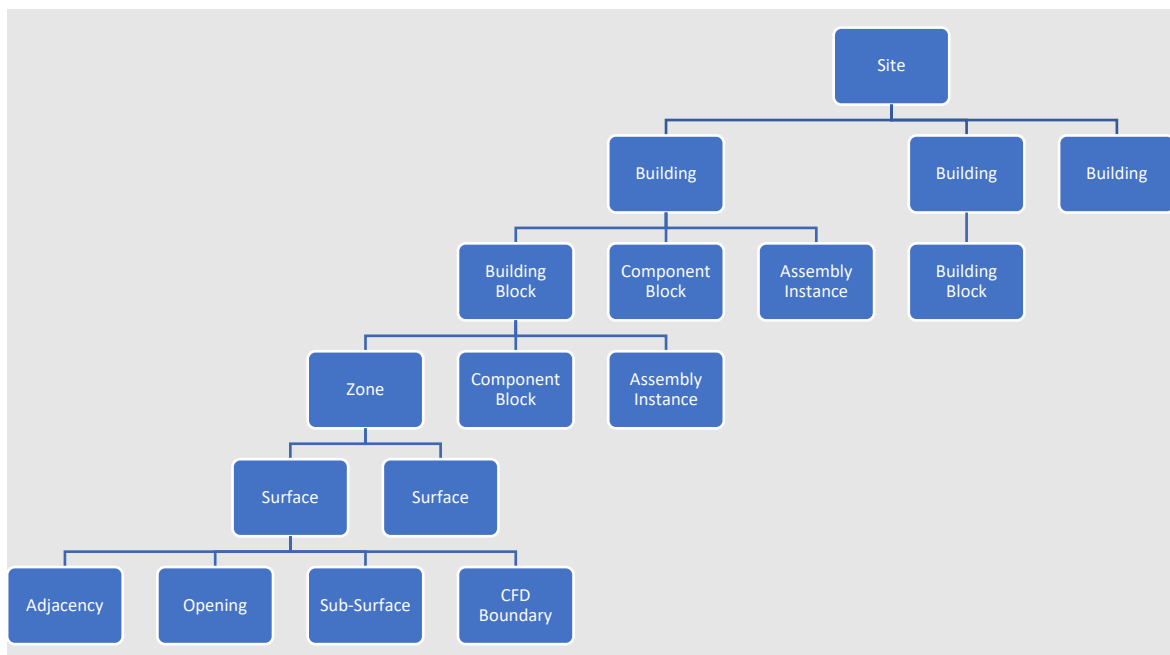 Site
Building
Building
Building
Building
Block
Component
Block
Assembly
Instance
Building
Block
Zone
Component
Block
Assembly
Instance
Surface
Surface
Adjacency
Opening
Sub-Surface
CFD
Boundary